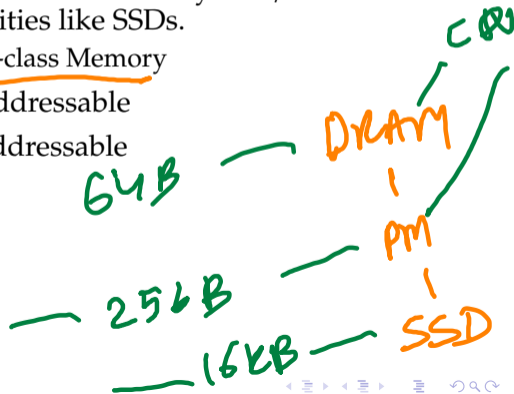 ities like SSDs.
-class Memory
ddressable
ddressable
DRAM
64B
PM
256B
SSD
16KB